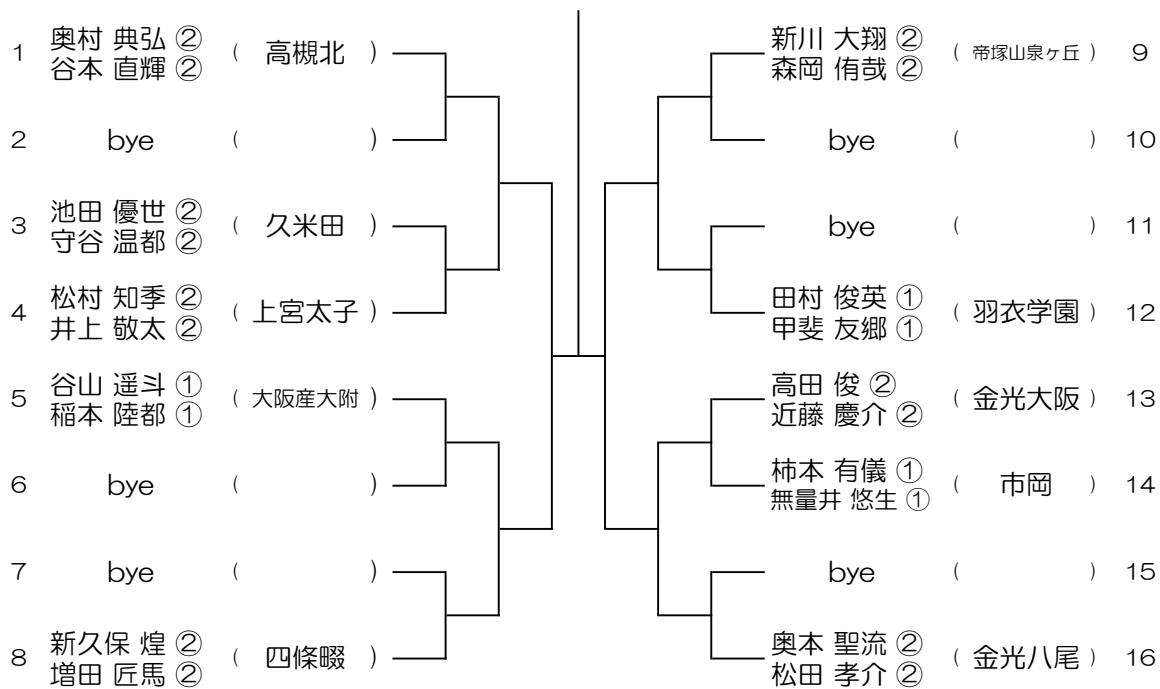 1 奥村 典弘 ② 谷本 直輝 ② ( 高槻北 )
2 bye ( )
3 池田 優世 ② 守谷 温都 ② ( 久米田 )
4 松村 知季 ② 井上 敬太 ② ( 上宮太子 )
5 谷山 遥斗 ① 稲本 陸都 ① ( 大阪産大附 )
6 bye ( )
7 bye ( )
8 新久保 煌 ② 増田 匠馬 ② ( 四條畷 )
新川 大翔 ② 森岡 侑哉 ② ( 帝塚山泉ヶ丘 ) 9
bye ( ) 10
bye ( ) 11
田村 俊英 ① 甲斐 友郷 ① ( 羽衣学園 ) 12
高田 俊 ② 近藤 慶介 ② ( 金光大阪 ) 13
柿本 有儀 ① 無量井 悠生 ① ( 市岡 ) 14
bye ( ) 15
奥本 聖流 ② 松田 孝介 ② ( 金光八尾 ) 16